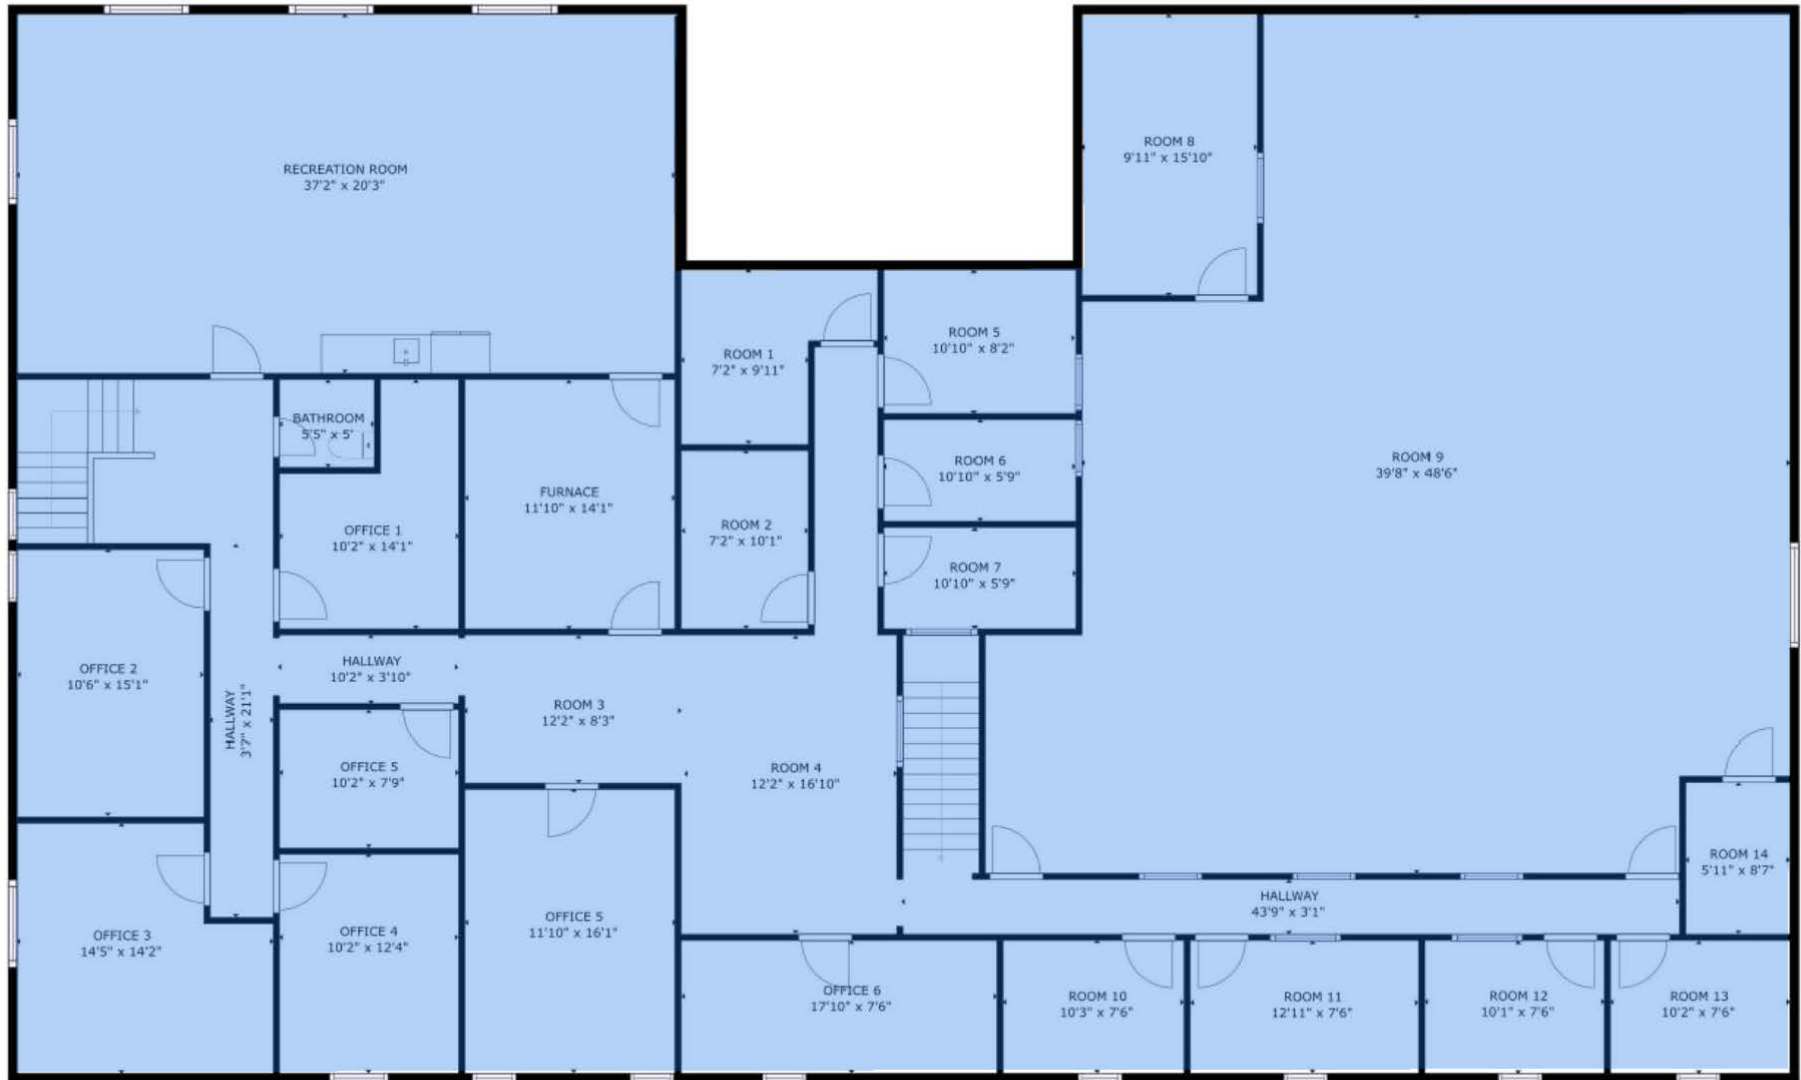 RECREATION ROOM
37'2" x 20'3"
ROOM 8
9'11" x 15'10"
ROOM 1
7'2" x 9'11"
ROOM 5
10'10" x 8'2"
BATHROOM
5'5" x 5'
ROOM 6
10'10" x 5'9"
ROOM 9
39'8" x 48'6"
FURNACE
11'10" x 14'1"
OFFICE 1
10'2" x 14'1"
ROOM 2
7'2" x 10'1"
ROOM 7
10'10" x 5'9"
OFFICE 2
10'6" x 15'1"
HALLWAY
10'2" x 3'10"
HALLWAY
3'7" x 21'1"
ROOM 3
12'2" x 8'3"
OFFICE 5
10'2" x 7'9"
ROOM 4
12'2" x 16'10"
ROOM 14
5'11" x 8'7"
HALLWAY
43'9" x 3'1"
OFFICE 3
14'5" x 14'2"
OFFICE 4
10'2" x 12'4"
OFFICE 5
11'10" x 16'1"
OFFICE 6
17'10" x 7'6"
ROOM 10
10'3" x 7'6"
ROOM 11
12'11" x 7'6"
ROOM 12
10'1" x 7'6"
ROOM 13
10'2" x 7'6"